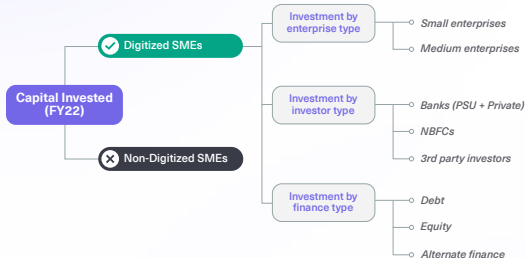 Capital Invested
(FY22)
Digitized SMEs
Non-Digitized SMEs
Investment by
enterprise type
Small enterprises
Medium enterprises
Investment by
investor type
Banks (PSU + Private)
NBFCs
3rd party investors
Investment by
finance type
Debt
Equity
Alternate finance